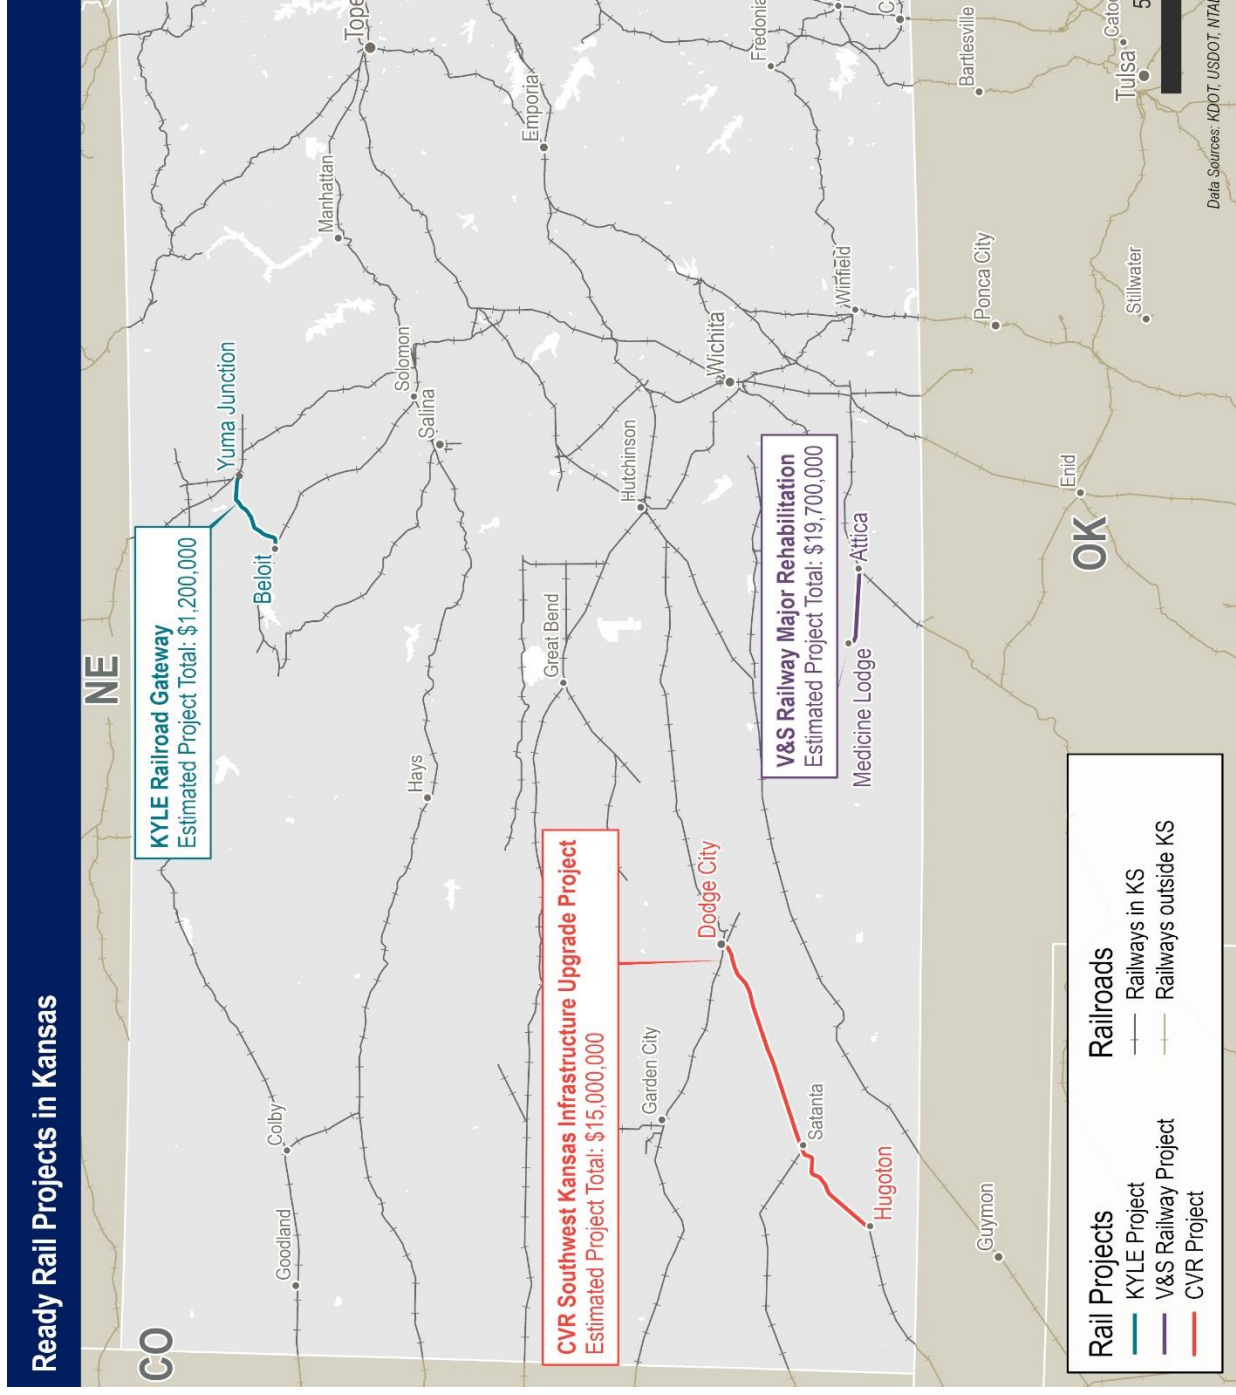 Ready Rail Projects in Kansas
NE
CO
OK
KYLE Railroad Gateway
Estimated Project Total: $1,200,000
Yuma Junction
Beloit
Manhattan
Solomon
Salina
Colby
Goodland
Hays
Emporia
Great Bend
Hutchinson
CVR Southwest Kansas Infrastructure Upgrade Project
Estimated Project Total: $15,000,000
Garden City
Dodge City
Satanta
Hugoton
Wichita
V&S Railway Major Rehabilitation
Estimated Project Total: $19,700,000
Medicine Lodge
Attica
Winfield
Fredonia
Bartlesville
Ponca City
Stillwater
Enid
Tulsa
Guymon
Tope
Catoo
C
5
Rail Projects
KYLE Project
V&S Railway Project
CVR Project
Railroads
Railways in KS
Railways outside KS
Data Sources: KDOT, USDOT, NTA